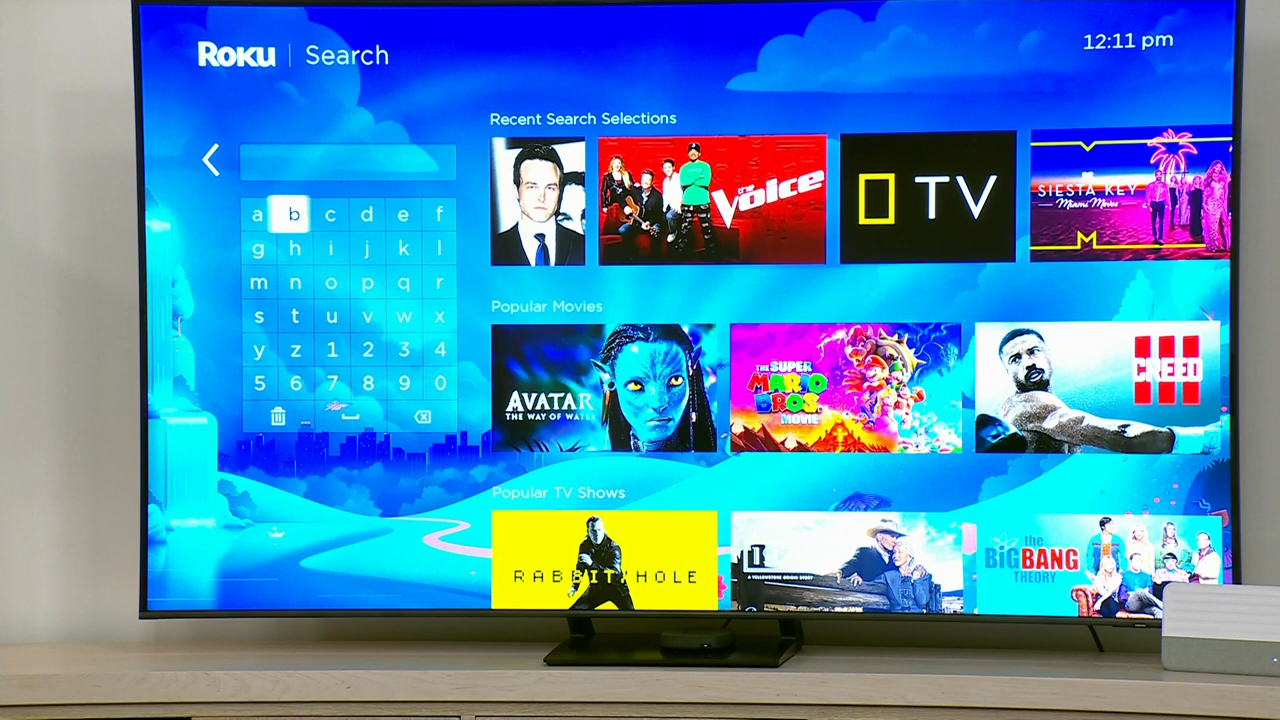 Roku | Search
12:11 pm
Recent Search Selections
the Voice
TV
SIESTA KEY
Miami Moves
a b c d e f
g h i j k l
m n o p q r
s t u v w x
y z 1 2 3 4
5 6 7 8 9 0
Popular Movies
AVATAR
THE WAY OF WATER
THE SUPER
MARIO
BROS.
MOVIE
CREED
III
Popular TV Shows
RABBIT/HOLE
A YELLOWSTONE ORIGIN STORY
the
BIG BANG
THEORY